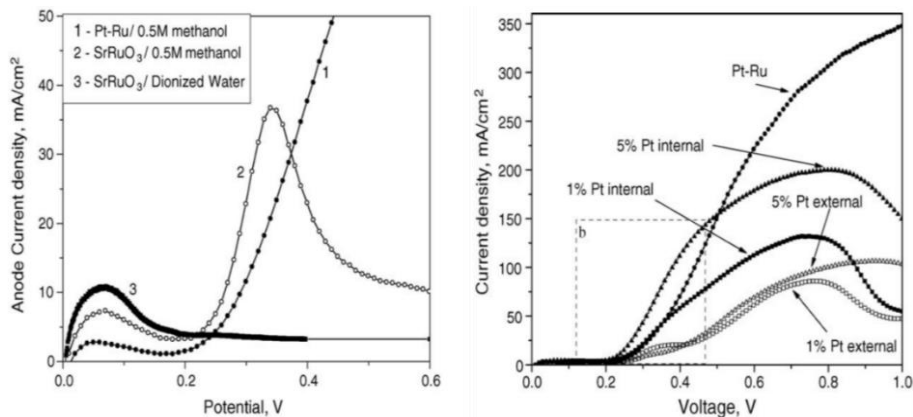 50
40
30
20
10
0
Anode Current density, mA/cm²
1 - Pt-Ru/ 0.5M methanol
2 - SrRuO₃/ 0.5M methanol
3 - SrRuO₃/ Dionized Water
1
2
3
0.0 0.2 0.4 0.6
Potential, V
350
300
250
200
150
100
50
0
Current density, mA/cm²
Pt-Ru
5% Pt internal
1% Pt internal
5% Pt external
b
1% Pt external
0.0 0.2 0.4 0.6 0.8 1.0
Voltage, V